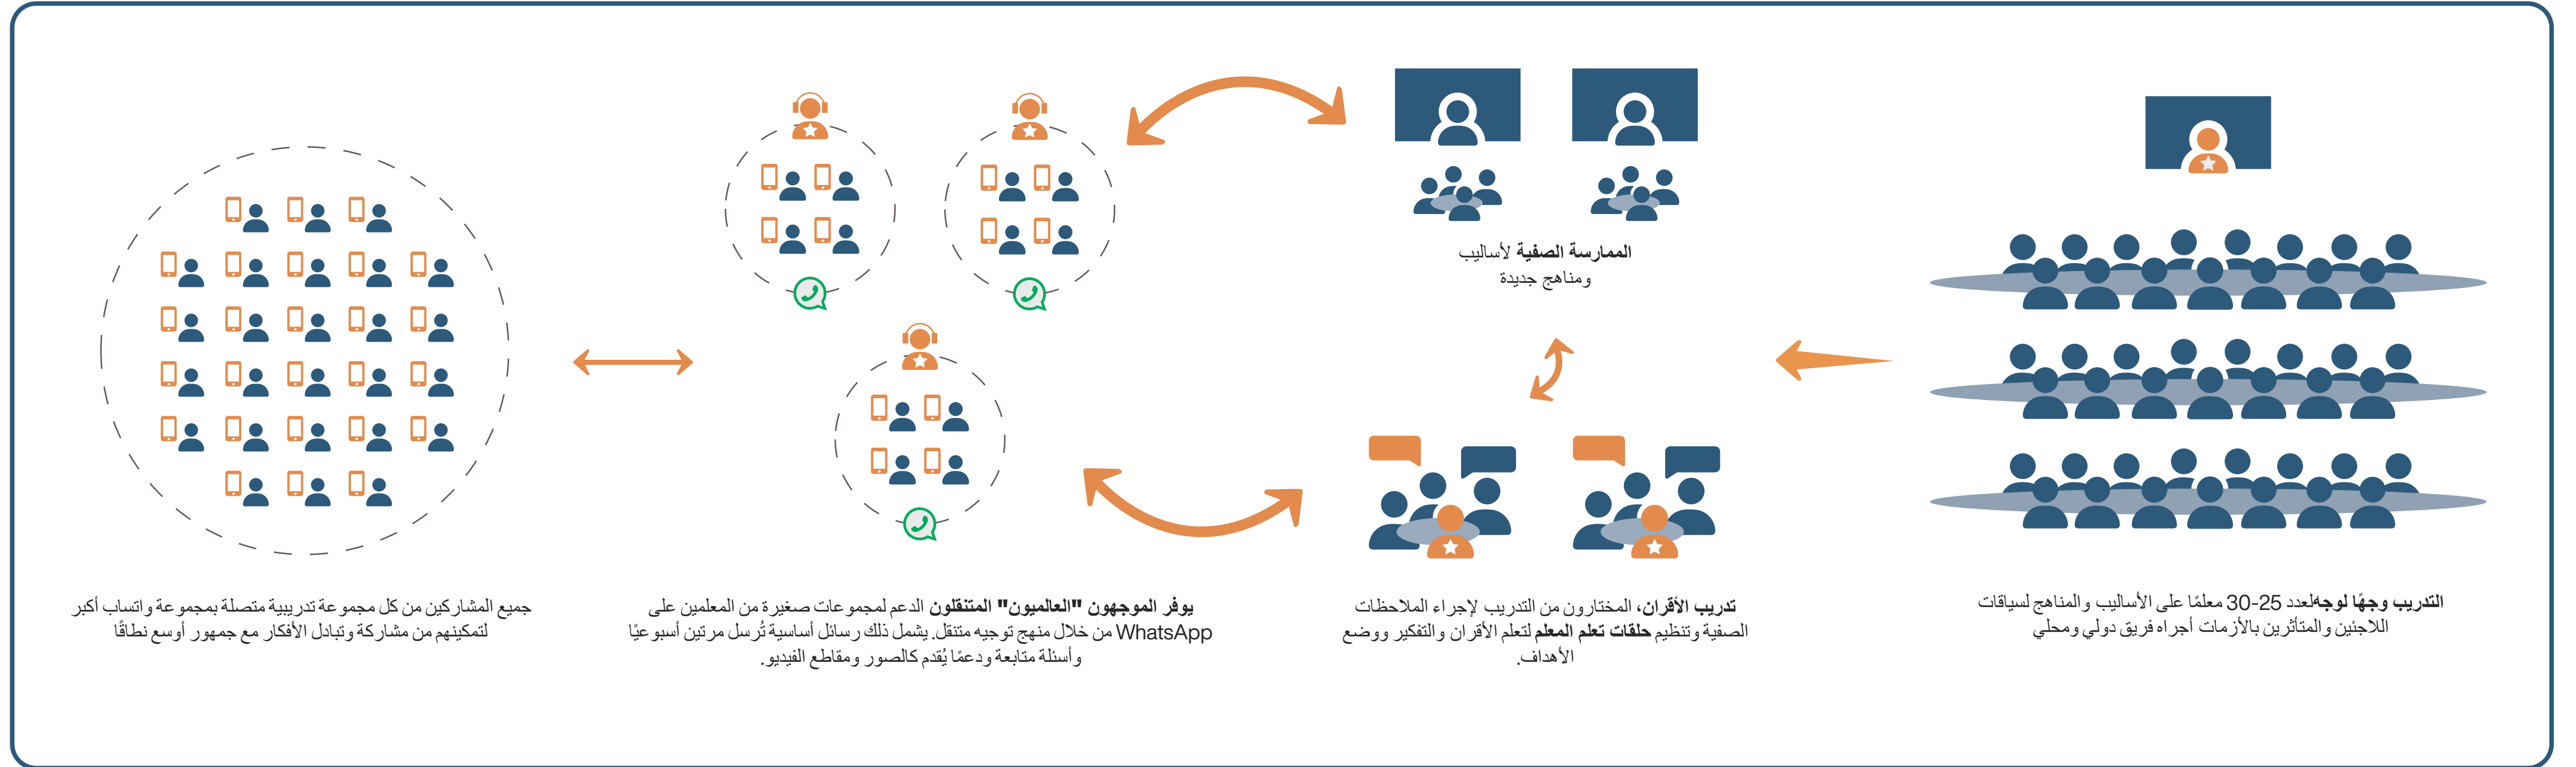 الممارسة الصفية لأساليب
ومناهج جديدة
التدريب وجهًا لوجهلعدد 25-30 معلمًا على الأساليب والمناهج لسياقات
اللاجئين والمتأثرين بالأزمات أجراه فريق دولي ومحلي
تدريب الأقران، المختارون من التدريب لإجراء الملاحظات
الصفية وتنظيم حلقات تعلم المعلم لتعلم الأقران والتفكير ووضع
الأهداف.
يوفر الموجهون "العالميون" المتنقلون الدعم لمجموعات صغيرة من المعلمين على
WhatsApp من خلال منهج توجيه متنقل. يشمل ذلك رسائل أساسية تُرسل مرتين أسبوعيًا
وأسئلة متابعة ودعمًا يُقدم كالصور ومقاطع الفيديو.
جميع المشاركين من كل مجموعة تدريبية متصلة بمجموعة واتساب أكبر
لتمكينهم من مشاركة وتبادل الأفكار مع جمهور أوسع نطاقًا